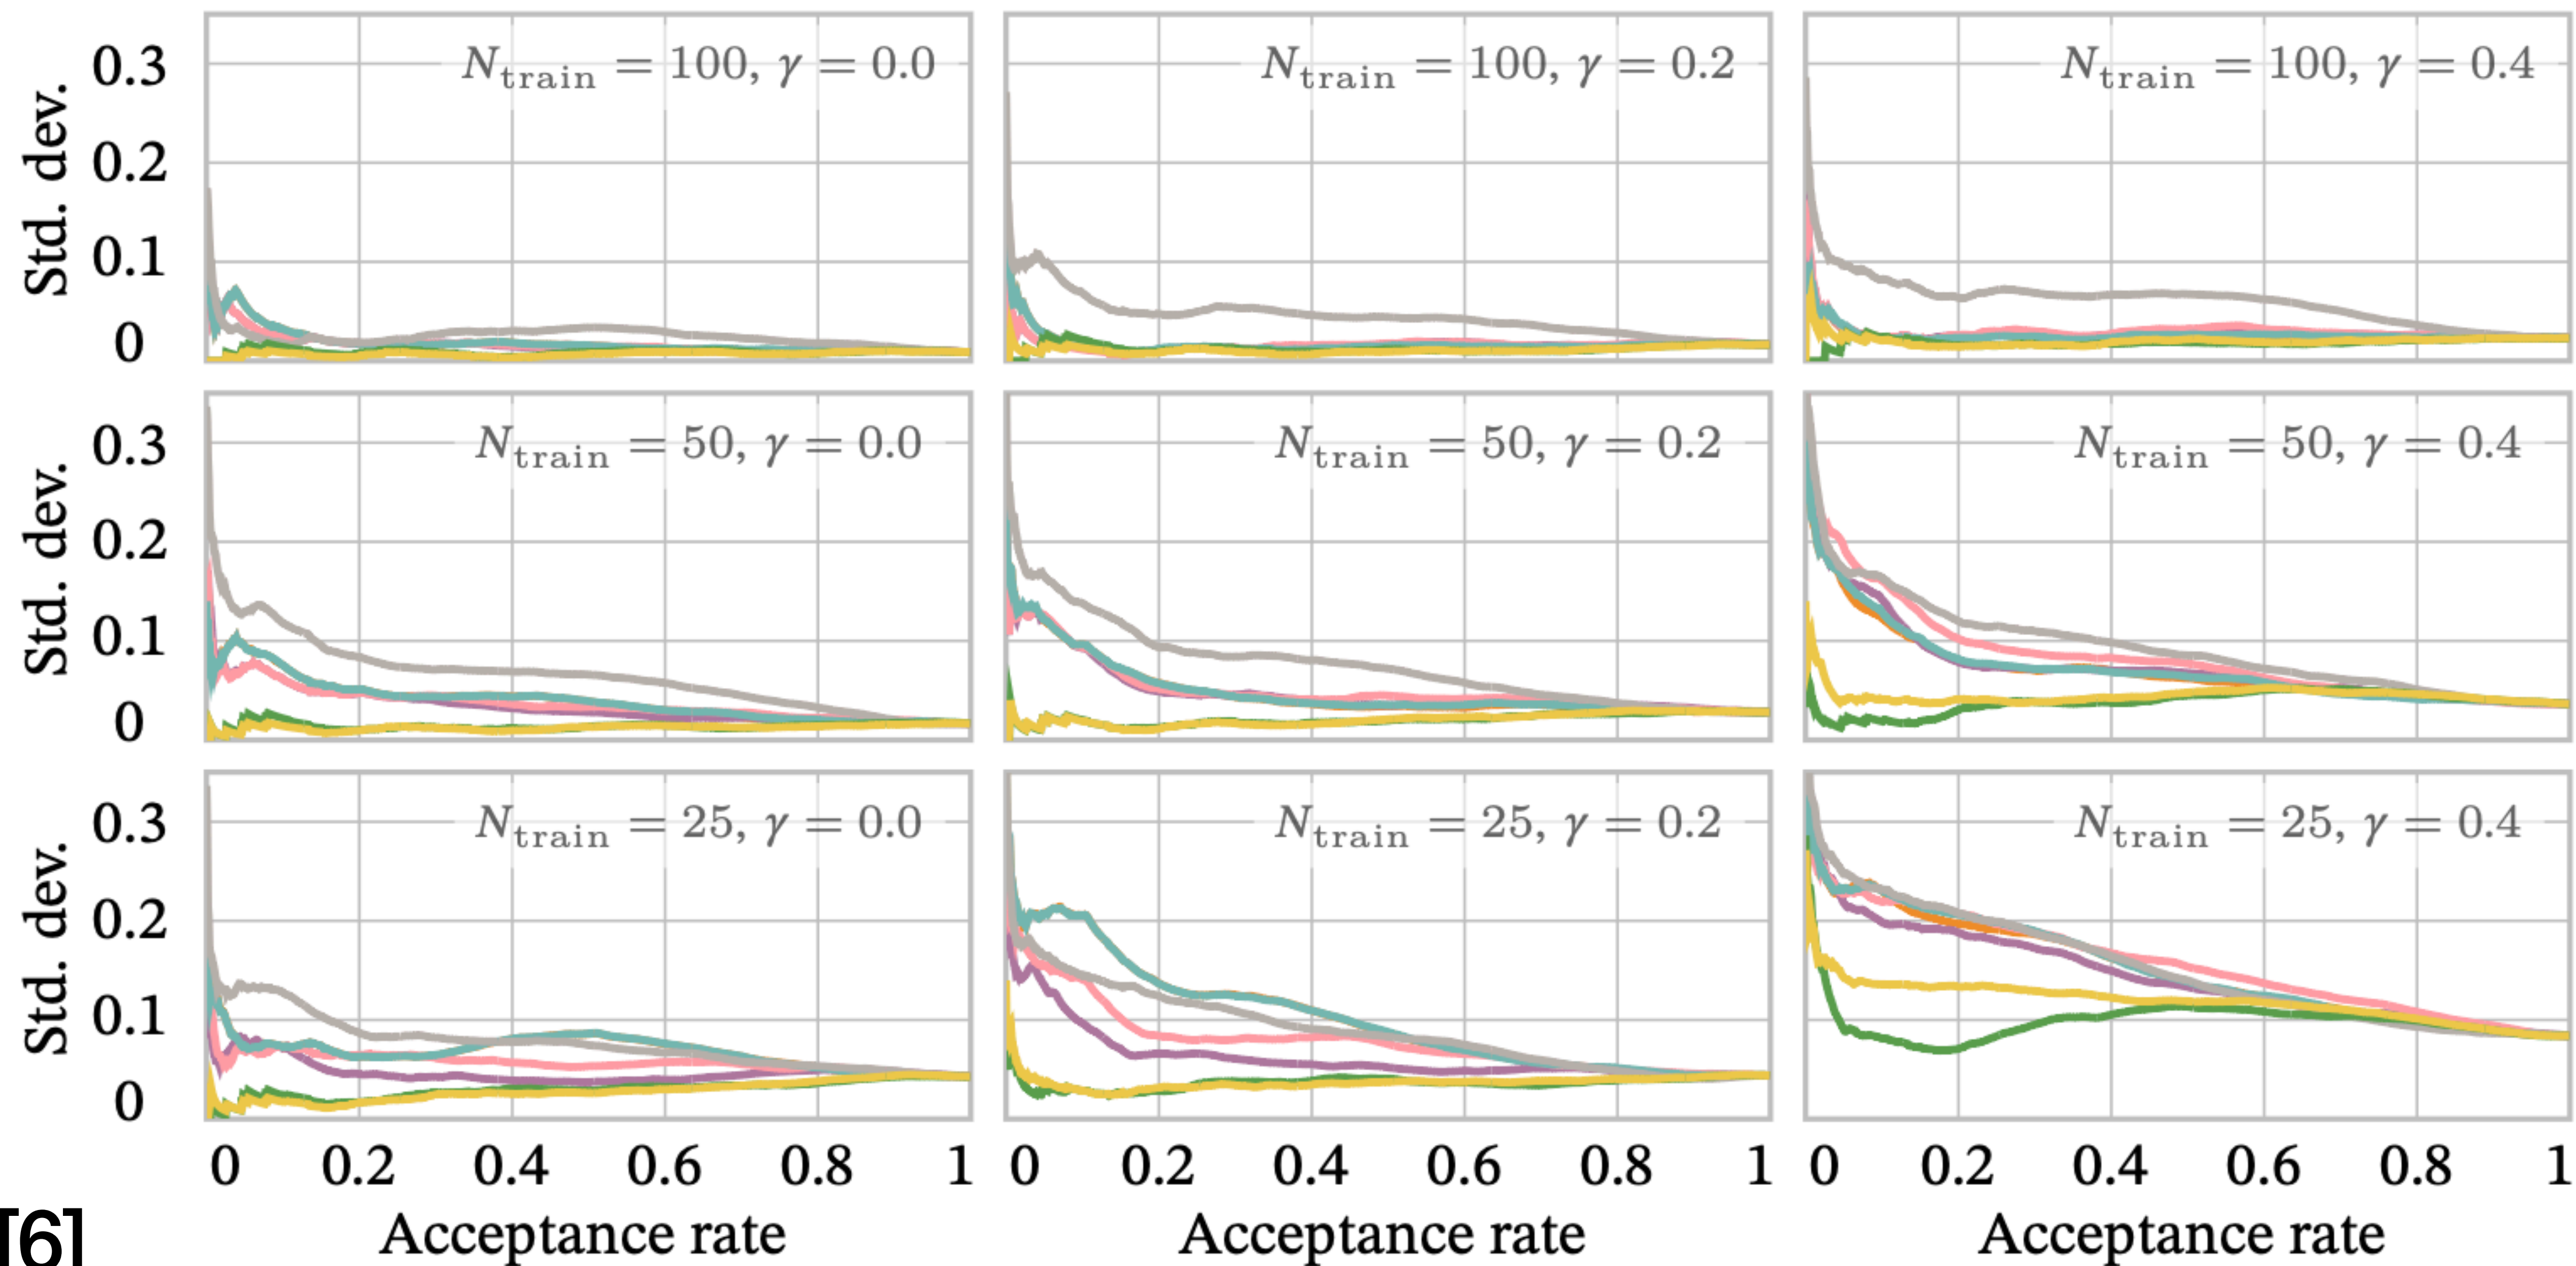 Std. dev.
0.3
0.2
0.1
0
N_train = 100, γ = 0.0
N_train = 100, γ = 0.2
N_train = 100, γ = 0.4
Std. dev.
0.3
0.2
0.1
0
N_train = 50, γ = 0.0
N_train = 50, γ = 0.2
N_train = 50, γ = 0.4
Std. dev.
0.3
0.2
0.1
0
N_train = 25, γ = 0.0
N_train = 25, γ = 0.2
N_train = 25, γ = 0.4
0 0.2 0.4 0.6 0.8 1
0 0.2 0.4 0.6 0.8 1
0 0.2 0.4 0.6 0.8 1
Acceptance rate
Acceptance rate
Acceptance rate
[6]